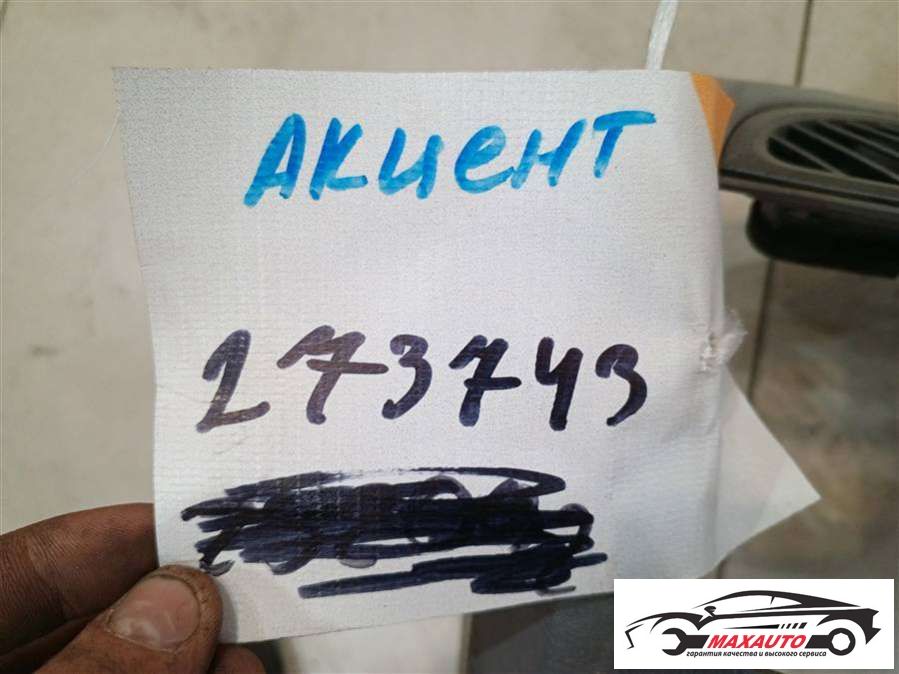 Акцент
273743
MAXAUTO
гарантия качества и высокого сервиса